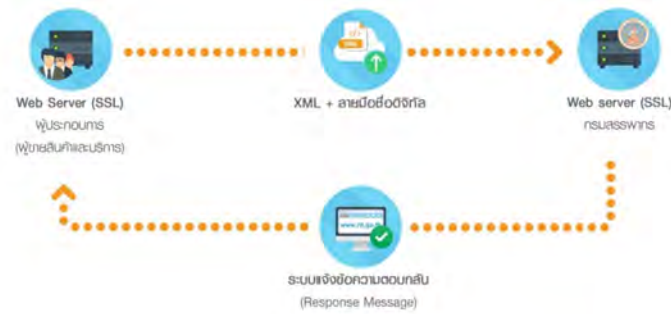 Web Server (SSL)
ผู้ประกอบการ
(ผู้ขายสินค้าและบริการ)
XML + ลายมือชื่อดิจิทัล
Web server (SSL)
กรมสรรพากร
ระบบแจ้งข้อความตอบกลับ
(Response Message)